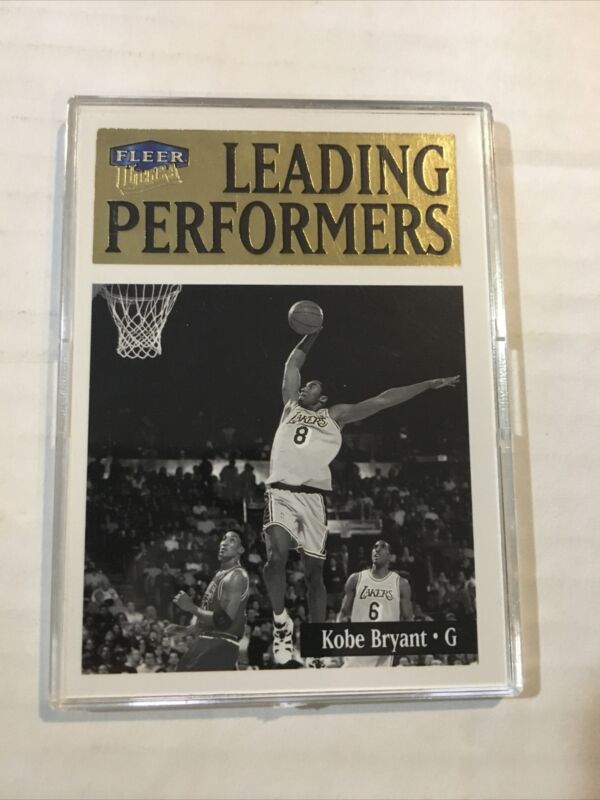 FLEER
ULTRA
LEADING
PERFORMERS
LAKERS
8
LAKERS
6
Kobe Bryant • G